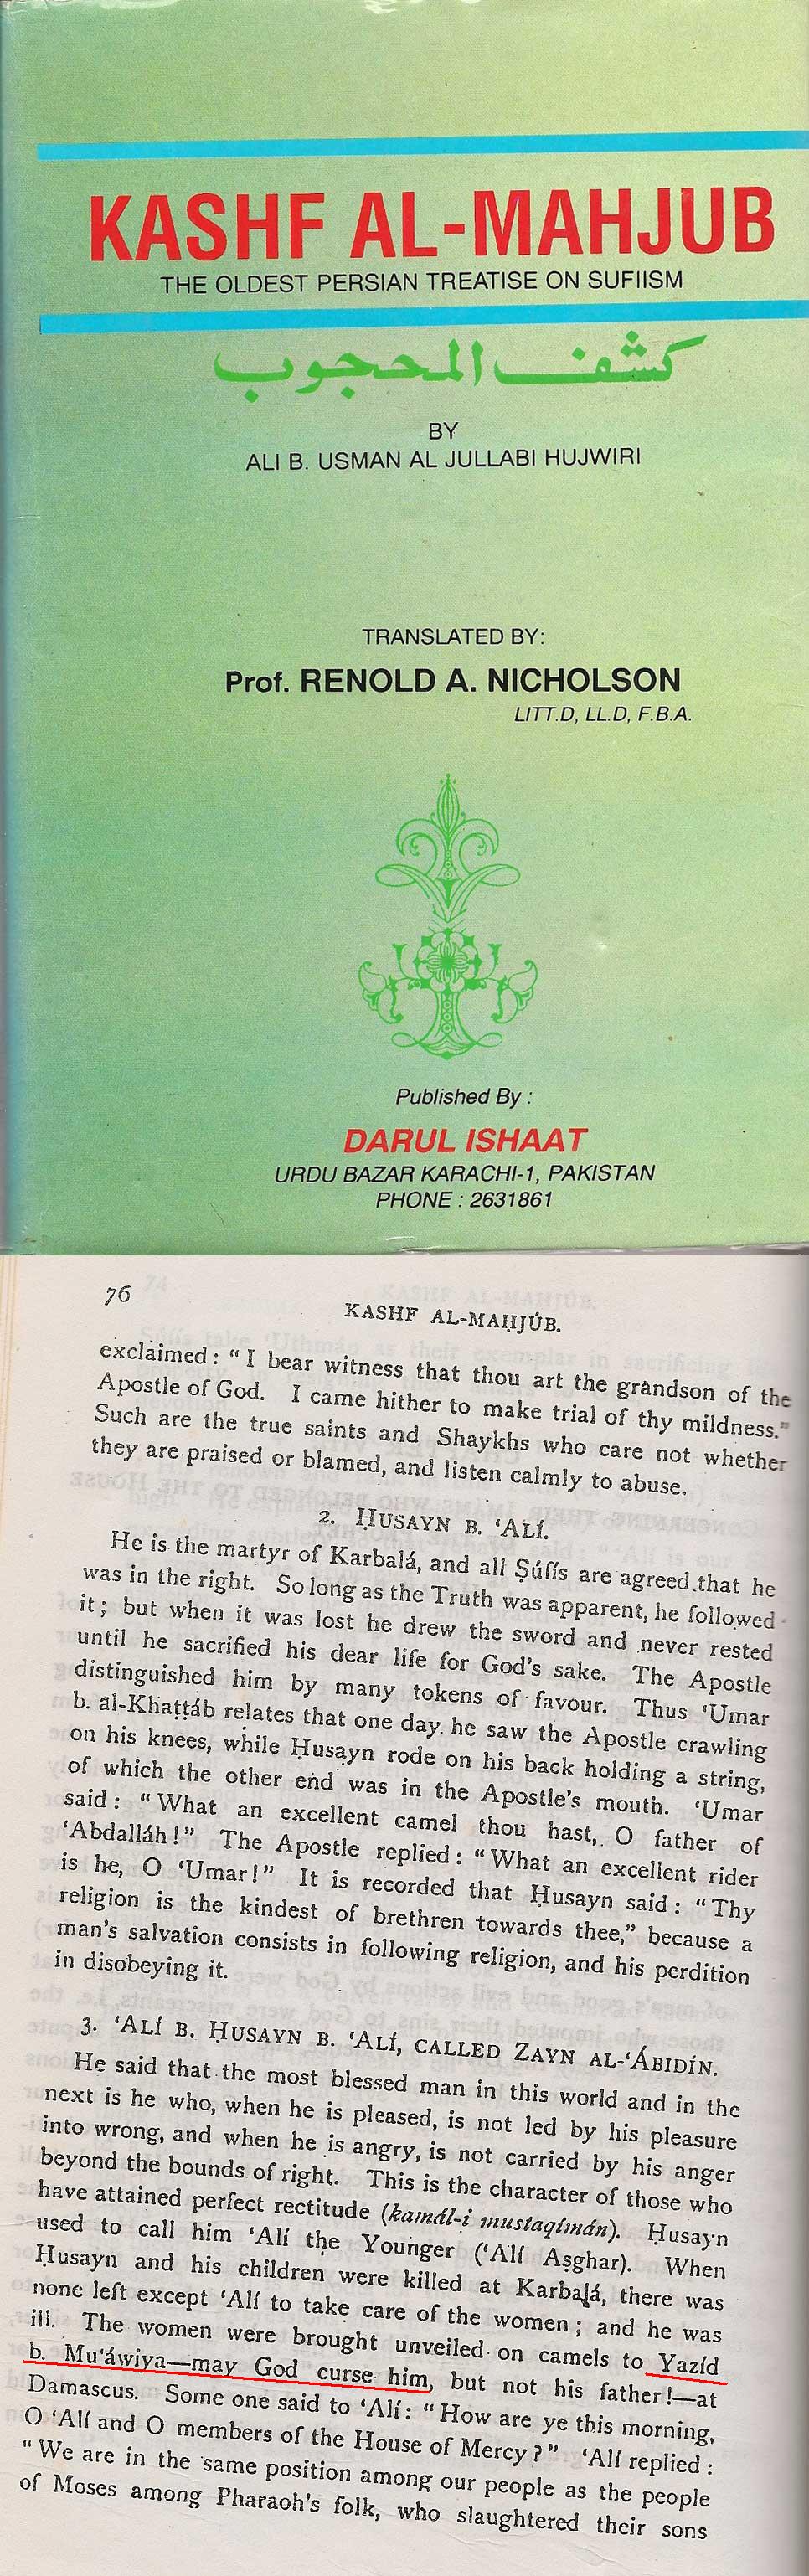 KASHF AL-MAHJUB
THE OLDEST PERSIAN TREATISE ON SUFIISM
كشف المحجوب
BY
ALI B. USMAN AL JULLABI HUJWIRI
TRANSLATED BY:
Prof. RENOLD A. NICHOLSON
LITT.D, LL.D, F.B.A.
Published By :
DARUL ISHAAT
URDU BAZAR KARACHI-1, PAKISTAN
PHONE : 2631861
76
KASHF AL-MAḤJÚB.
exclaimed : “ I bear witness that thou art the grandson of the
Apostle of God. I came hither to make trial of thy mildness.”
Such are the true saints and Shaykhs who care not whether
they are praised or blamed, and listen calmly to abuse.
2. ḤUSAYN B. ‘ALÍ.
He is the martyr of Karbalá, and all Ṣúfís are agreed that he
was in the right. So long as the Truth was apparent, he followed
it ; but when it was lost he drew the sword and never rested
until he sacrificed his dear life for God’s sake. The Apostle
distinguished him by many tokens of favour. Thus ‘Umar
b. al-Khaṭṭáb relates that one day he saw the Apostle crawling
on his knees, while Ḥusayn rode on his back holding a string,
of which the other end was in the Apostle’s mouth. ‘Umar
said : “ What an excellent camel thou hast, O father of
‘Abdalláh ! ” The Apostle replied : “ What an excellent rider
is he, O ‘Umar ! ” It is recorded that Ḥusayn said : “ Thy
religion is the kindest of brethren towards thee,” because a
man’s salvation consists in following religion, and his perdition
in disobeying it.
3. ‘ALÍ B. ḤUSAYN B. ‘ALÍ, CALLED ZAYN AL-‘ÁBIDÍN.
He said that the most blessed man in this world and in the
next is he who, when he is pleased, is not led by his pleasure
into wrong, and when he is angry, is not carried by his anger
beyond the bounds of right. This is the character of those who
have attained perfect rectitude (kamál-i mustaqímán). Ḥusayn
used to call him ‘Alí the Younger (‘Alí Aṣghar). When
Ḥusayn and his children were killed at Karbalá, there was
none left except ‘Alí to take care of the women ; and he was
ill. The women were brought unveiled on camels to Yazíd
b. Mu‘áwiya—may God curse him, but not his father !—at
Damascus. Some one said to ‘Alí : “ How are ye this morning,
O ‘Alí and O members of the House of Mercy ? ” ‘Alí replied :
“ We are in the same position among our people as the people
of Moses among Pharaoh’s folk, who slaughtered their sons